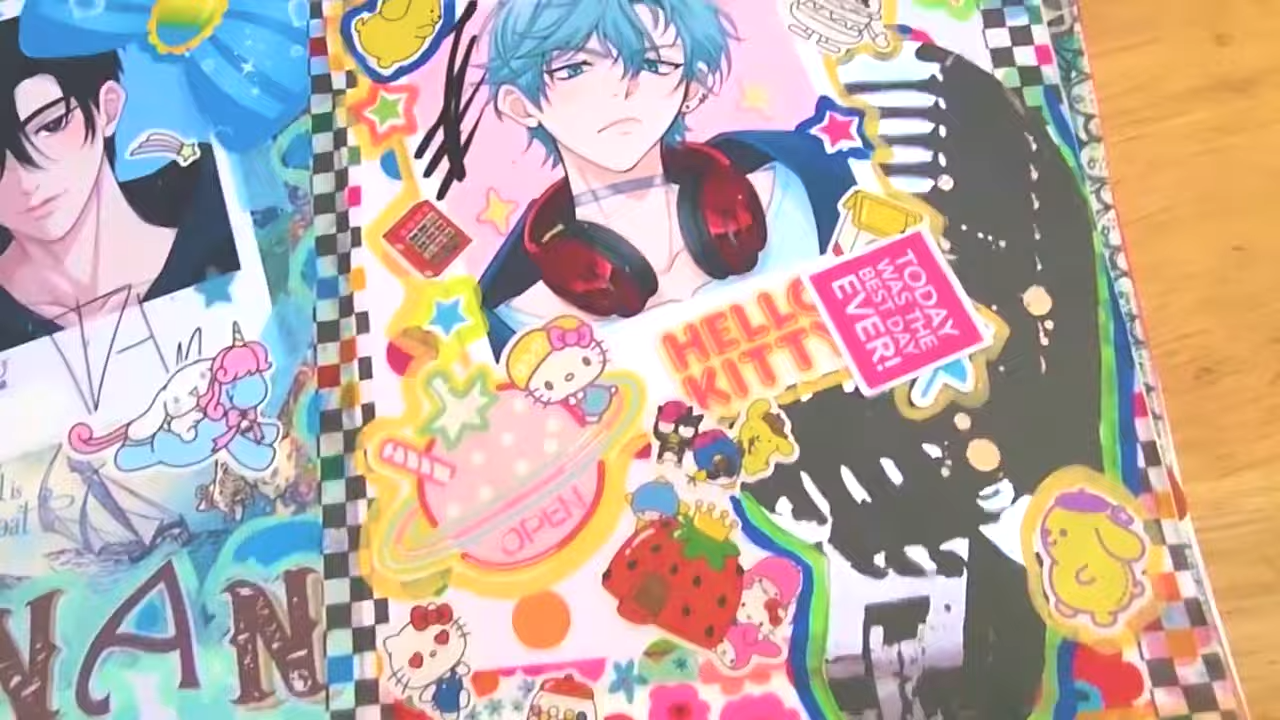 HELLO
KITTY
TODAY
WAS THE
BEST DAY
EVER!
OPEN
VAN